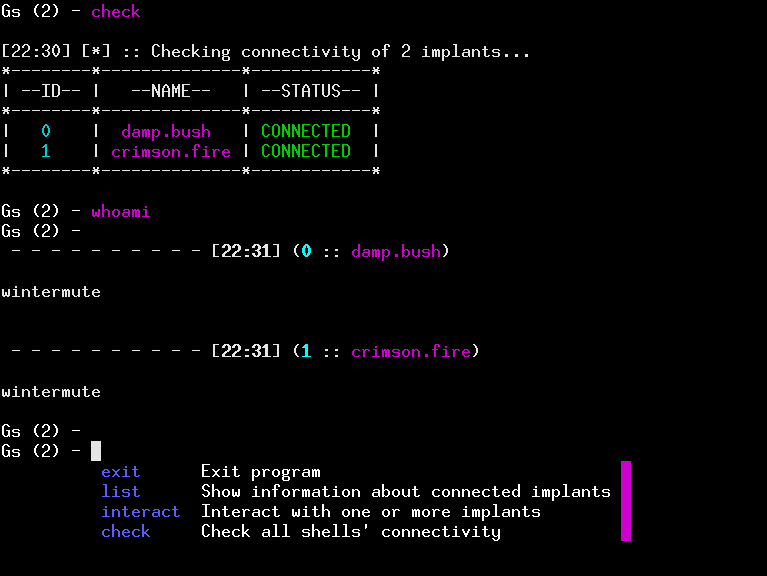 Gs (2) - check
[22:30] [*] :: Checking connectivity of 2 implants...
*--------*--------------*------------*
| --ID-- |   --NAME--   | --STATUS-- |
*--------*--------------*------------*
|   0    |  damp.bush   | CONNECTED  |
|   1    | crimson.fire | CONNECTED  |
*--------*--------------*------------*
Gs (2) - whoami
Gs (2) -
- - - - - - - - - - [22:31] (0 :: damp.bush)
wintermute
- - - - - - - - - - [22:31] (1 :: crimson.fire)
wintermute
Gs (2) -
Gs (2) -
exit      Exit program
list      Show information about connected implants
interact  Interact with one or more implants
check     Check all shells' connectivity